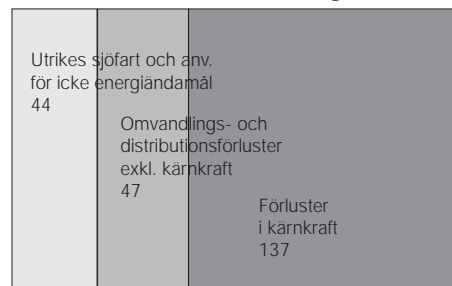 Utrikes sjöfart och anv.
för icke energiändamål
44
Omvandlings- och
distributionsförluster
exkl. kärnkraft
47
Förluster
i kärnkraft
137